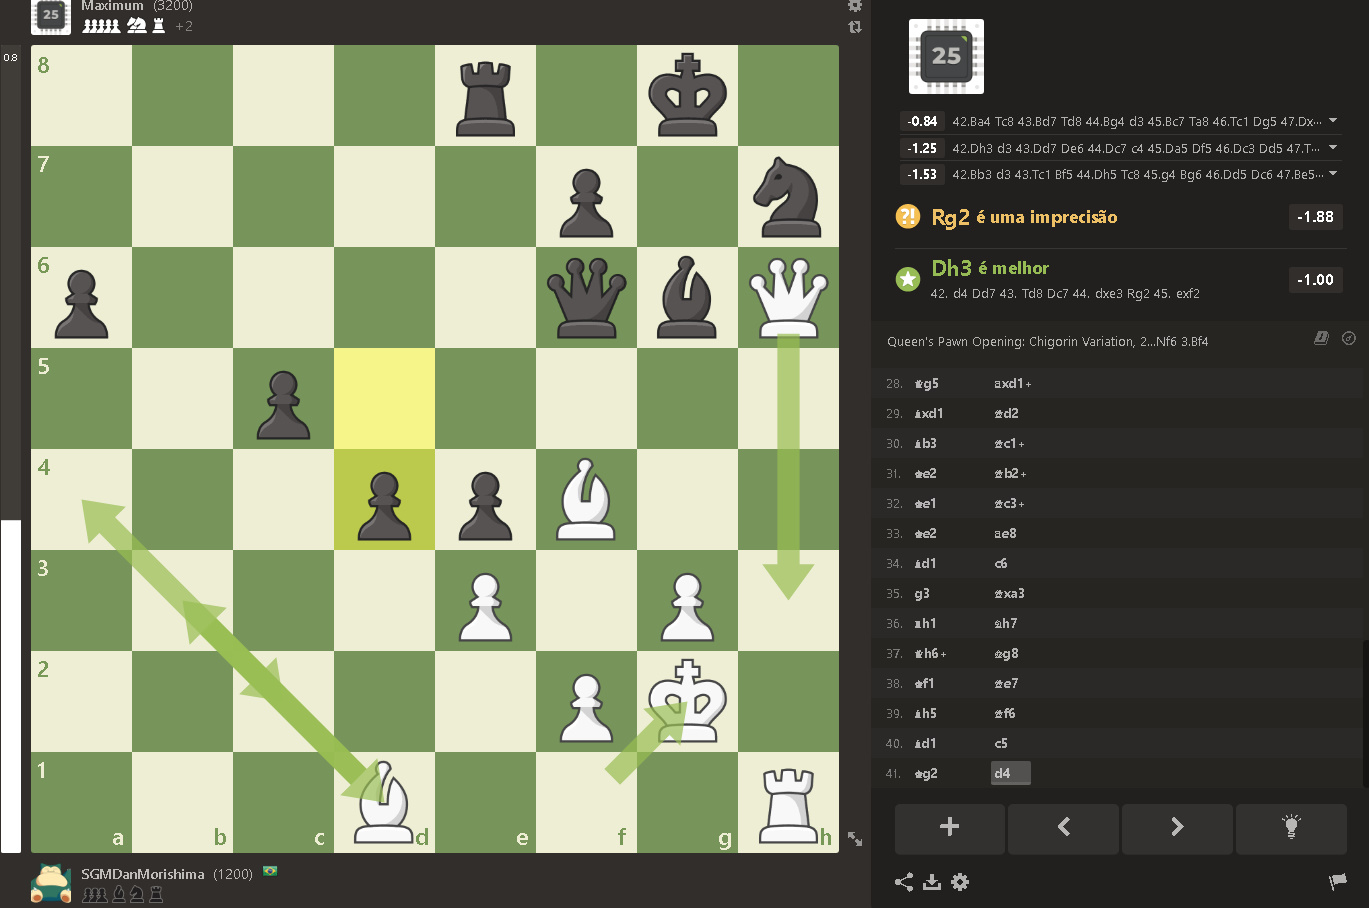 Maximum (3200)
25
+2
0.8
8
7
6
5
4
3
2
1
a b c d e f g h
SGMDanMorishima (1200)
25
-0.84 42.Ba4 Tc8 43.Bd7 Td8 44.Bg4 d3 45.Bc7 Ta8 46.Tc1 Dg5 47.Dx...
-1.25 42.Dh3 d3 43.Dd7 De6 44.Dc7 c4 45.Da5 Df5 46.Dc3 Dd5 47.T...
-1.53 42.Bb3 d3 43.Tc1 Bf5 44.Dh5 Tc8 45.g4 Bg6 46.Dd5 Dc6 47.Be5...
?! Rg2 é uma imprecisão -1.88
Dh3 é melhor -1.00
42. d4 Dd7 43. Td8 Dc7 44. dxe3 Rg2 45. exf2
Queen's Pawn Opening: Chigorin Variation, 2...Nf6 3.Bf4
28. g5 xd1+
29. xd1 d2
30. b3 c1+
31. e2 b2+
32. e1 c3+
33. e2 e8
34. d1 c6
35. g3 xa3
36. h1 h7
37. h6+ g8
38. f1 e7
39. h5 f6
40. d1 c5
41. g2 d4